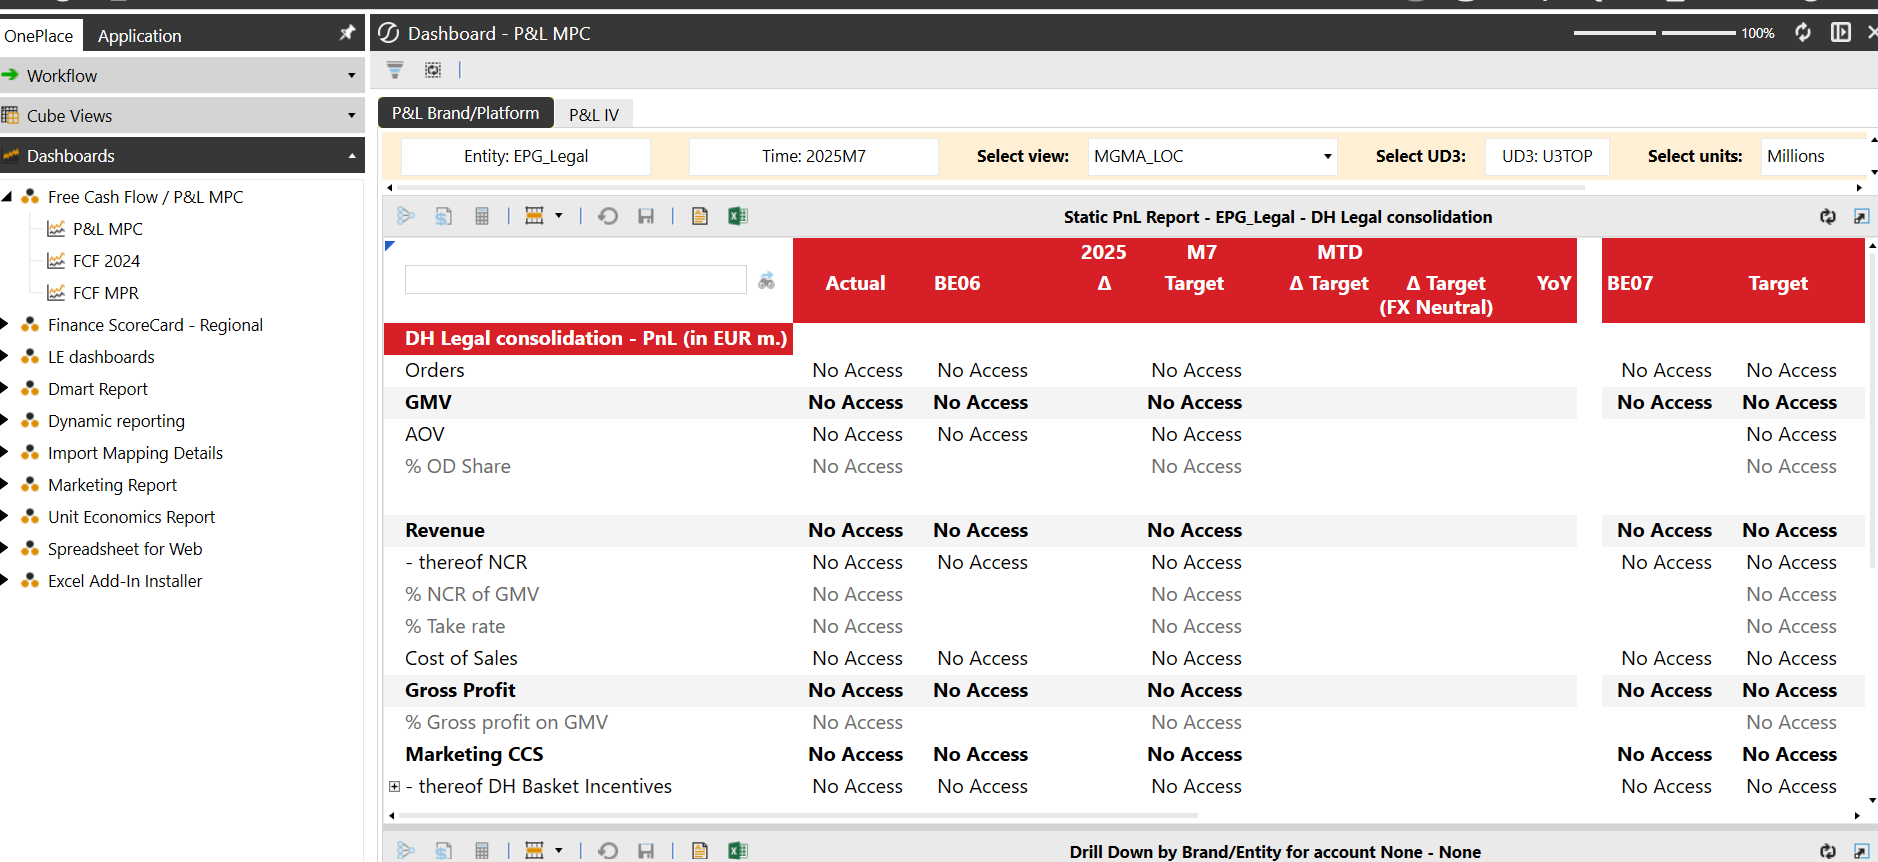 OnePlace Application
Dashboard - P&L MPC 100%
Workflow
Cube Views
Dashboards
Free Cash Flow / P&L MPC
P&L MPC
FCF 2024
FCF MPR
Finance ScoreCard - Regional
LE dashboards
Dmart Report
Dynamic reporting
Import Mapping Details
Marketing Report
Unit Economics Report
Spreadsheet for Web
Excel Add-In Installer
P&L Brand/Platform P&L IV
Entity: EPG_Legal Time: 2025M7 Select view: MGMA_LOC Select UD3: UD3: U3TOP Select units: Millions
Static PnL Report - EPG_Legal - DH Legal consolidation
2025 M7 MTD
Actual BE06 Δ Target Δ Target Δ Target YoY BE07 Target
(FX Neutral)
DH Legal consolidation - PnL (in EUR m.)
Orders No Access No Access No Access No Access No Access
GMV No Access No Access No Access No Access No Access
AOV No Access No Access No Access No Access
% OD Share No Access No Access No Access
Revenue No Access No Access No Access No Access No Access
- thereof NCR No Access No Access No Access No Access No Access
% NCR of GMV No Access No Access No Access
% Take rate No Access No Access No Access
Cost of Sales No Access No Access No Access No Access No Access
Gross Profit No Access No Access No Access No Access No Access
% Gross profit on GMV No Access No Access No Access
Marketing CCS No Access No Access No Access No Access No Access
- thereof DH Basket Incentives No Access No Access No Access No Access No Access
Drill Down by Brand/Entity for account None - None